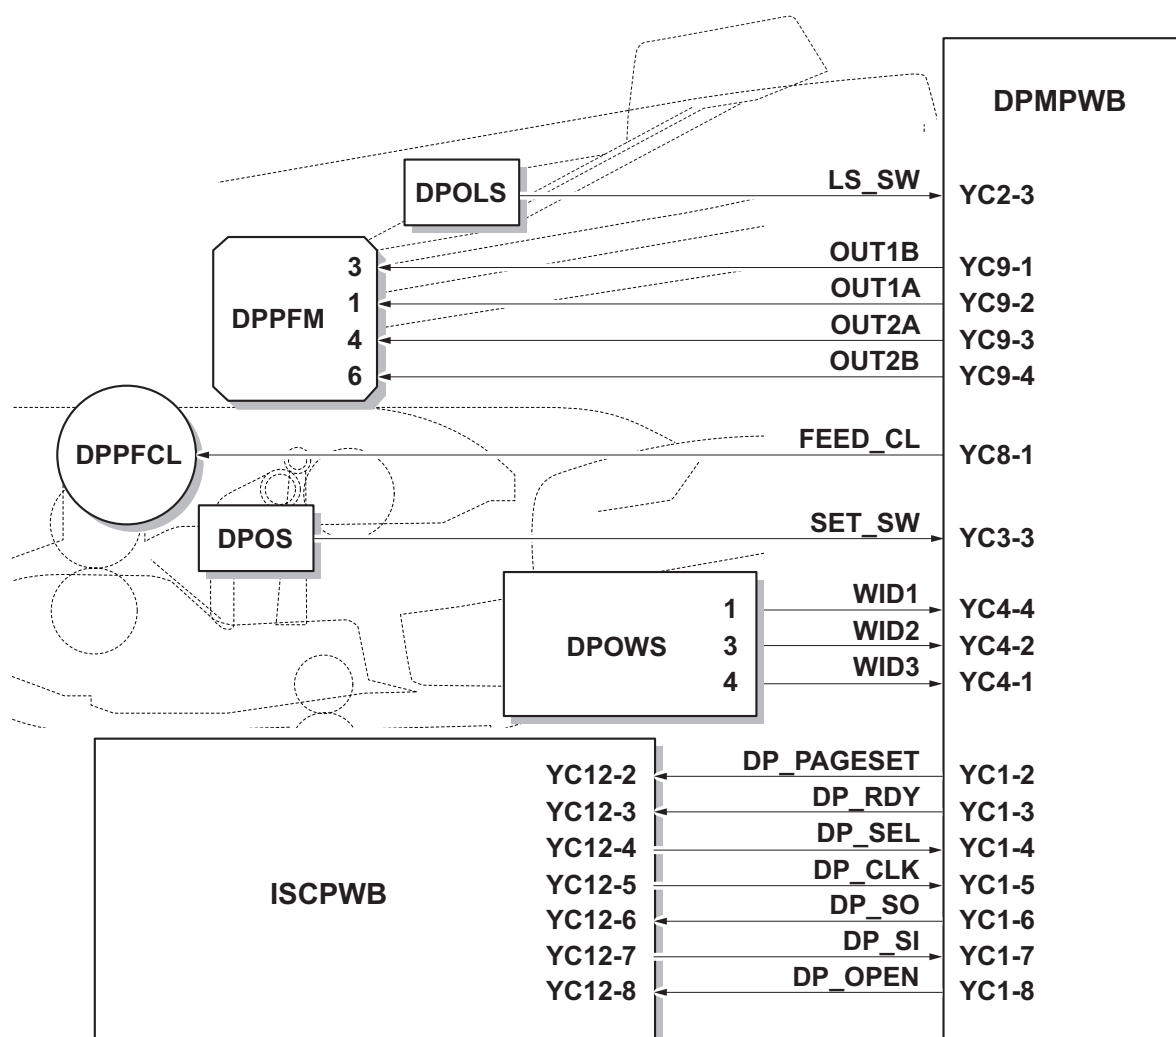 DPMPWB
DPOLS
LS_SW
YC2-3
DPPFM
3
OUT1B
YC9-1
1
OUT1A
YC9-2
4
OUT2A
YC9-3
6
OUT2B
YC9-4
DPPFCL
FEED_CL
YC8-1
DPOS
SET_SW
YC3-3
DPOWS
1
WID1
YC4-4
3
WID2
YC4-2
4
WID3
YC4-1
ISCPWB
YC12-2
DP_PAGESET
YC1-2
YC12-3
DP_RDY
YC1-3
YC12-4
DP_SEL
YC1-4
YC12-5
DP_CLK
YC1-5
YC12-6
DP_SO
YC1-6
YC12-7
DP_SI
YC1-7
YC12-8
DP_OPEN
YC1-8